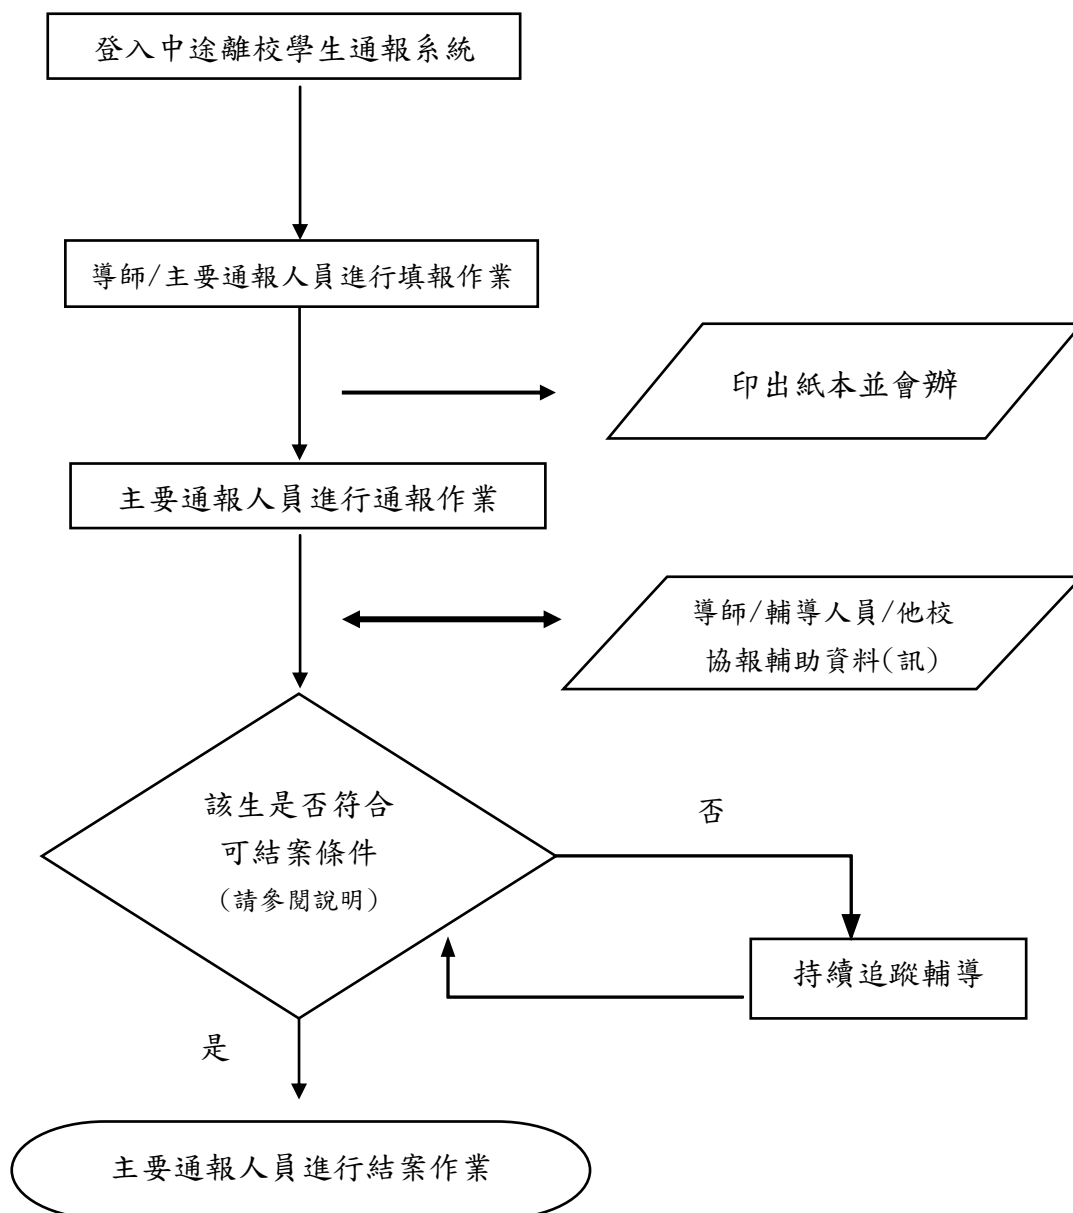 登入中途離校學生通報系統
導師/主要通報人員進行填報作業
印出紙本並會辦
主要通報人員進行通報作業
導師/輔導人員/他校
協報輔助資料(訊)
該生是否符合
可結案條件
(請參閱說明)
否
持續追蹤輔導
是
主要通報人員進行結案作業